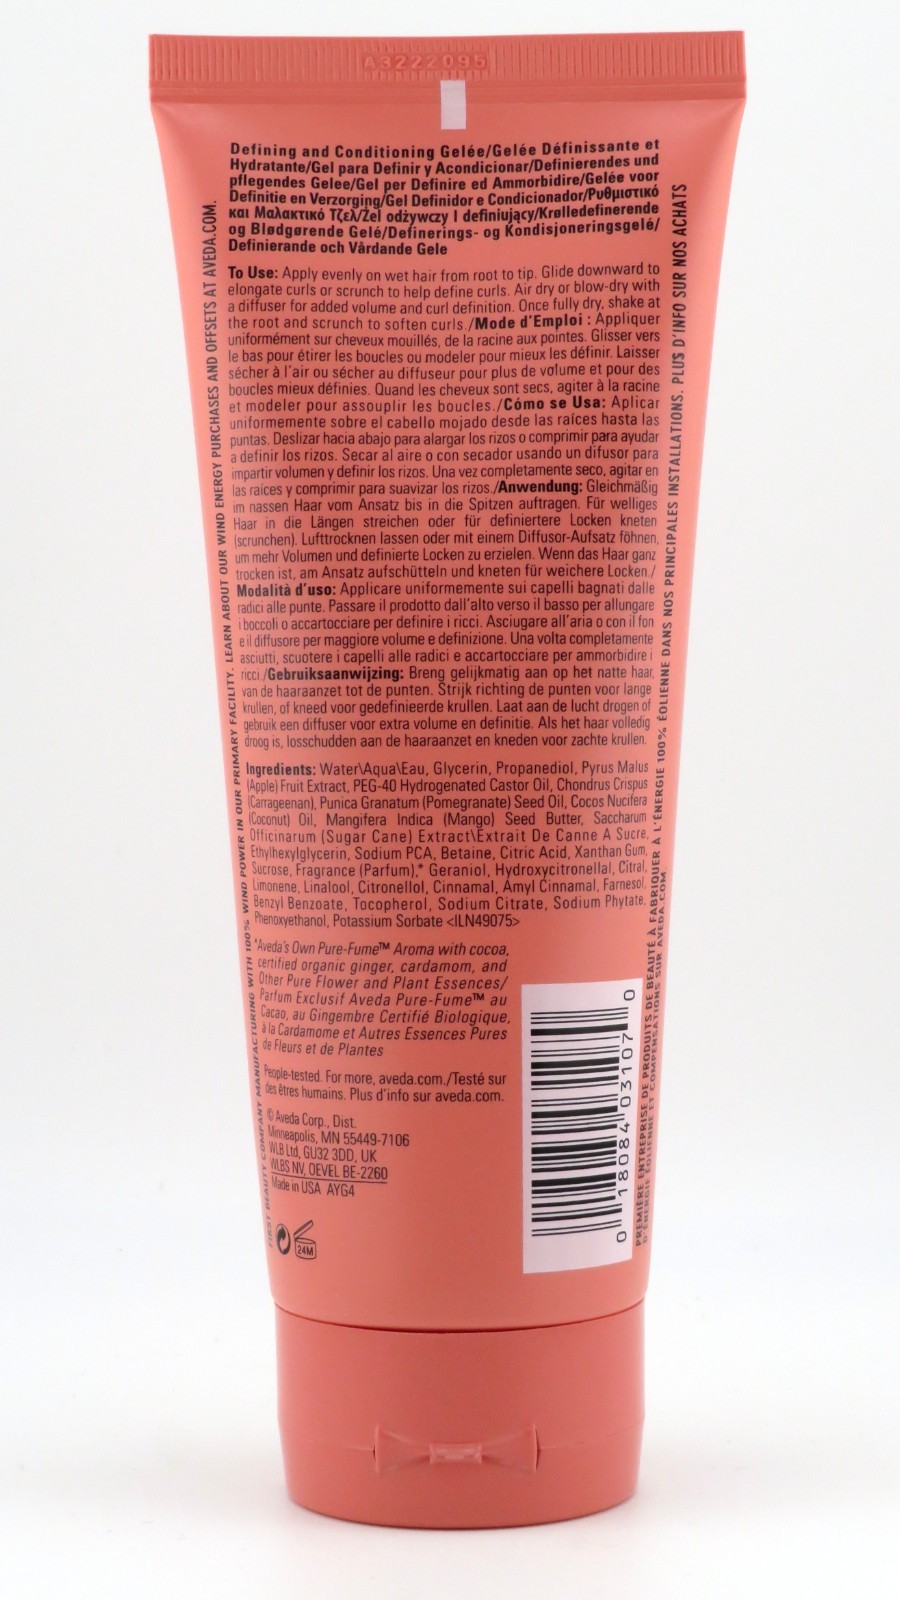 A3222095
Defining and Conditioning Gelée/Gelée Définissante et
Hydratante/Gel para Definir y Acondicionar/Definierendes und
pflegendes Gelee/Gel per Definire ed Ammorbidire/Gelée voor
Definitie en Verzorging/Gel Definidor e Condicionador/Ρυθμιστικό
και Μαλακτικό Τζελ/Żel odżywczy I definiujący/Krølledefinerende
og Blødgørende Gelé/Definerings- og Kondisjoneringsgelé/
Definierande och Vårdande Gele
To Use: Apply evenly on wet hair from root to tip. Glide downward to
elongate curls or scrunch to help define curls. Air dry or blow-dry with
a diffuser for added volume and curl definition. Once fully dry, shake at
the root and scrunch to soften curls./Mode d'Emploi : Appliquer
uniformément sur cheveux mouillés, de la racine aux pointes. Glisser vers
le bas pour étirer les boucles ou modeler pour mieux les définir. Laisser
sécher à l'air ou sécher au diffuseur pour plus de volume et pour des
boucles mieux définies. Quand les cheveux sont secs, agiter à la racine
et modeler pour assouplir les boucles./Cómo se Usa: Aplicar
uniformemente sobre el cabello mojado desde las raíces hasta las
puntas. Deslizar hacia abajo para alargar los rizos o comprimir para ayudar
a definir los rizos. Secar al aire o con secador usando un difusor para
impartir volumen y definir los rizos. Una vez completamente seco, agitar en
las raíces y comprimir para suavizar los rizos./Anwendung: Gleichmäßig
im nassen Haar vom Ansatz bis in die Spitzen auftragen. Für welliges
Haar in die Längen streichen oder für definiertere Locken kneten
(scrunchen). Lufttrocknen lassen oder mit einem Diffusor-Aufsatz föhnen,
um mehr Volumen und definierte Locken zu erzielen. Wenn das Haar ganz
trocken ist, am Ansatz aufschütteln und kneten für weichere Locken./
Modalità d'uso: Applicare uniformemente sui capelli bagnati dalle
radici alle punte. Passare il prodotto dall'alto verso il basso per allungare
i boccoli o accartocciare per definire i ricci. Asciugare all'aria o con il fon
e il diffusore per maggiore volume e definizione. Una volta completamente
asciutti, scuotere i capelli alle radici e accartocciare per ammorbidire i
ricci./Gebruiksaanwijzing: Breng gelijkmatig aan op het natte haar,
van de haaraanzet tot de punten. Strijk richting de punten voor lange
krullen, of kneed voor gedefinieerde krullen. Laat aan de lucht drogen of
gebruik een diffuser voor extra volume en definitie. Als het haar volledig
droog is, losschudden aan de haaraanzet en kneden voor zachte krullen.
Ingredients: Water\Aqua\Eau, Glycerin, Propanediol, Pyrus Malus
(Apple) Fruit Extract, PEG-40 Hydrogenated Castor Oil, Chondrus Crispus
(Carrageenan), Punica Granatum (Pomegranate) Seed Oil, Cocos Nucifera
(Coconut) Oil, Mangifera Indica (Mango) Seed Butter, Saccharum
Officinarum (Sugar Cane) Extract\Extrait De Canne A Sucre,
Ethylhexylglycerin, Sodium PCA, Betaine, Citric Acid, Xanthan Gum,
Sucrose, Fragrance (Parfum),* Geraniol, Hydroxycitronellal, Citral,
Limonene, Linalool, Citronellol, Cinnamal, Amyl Cinnamal, Farnesol,
Benzyl Benzoate, Tocopherol, Sodium Citrate, Sodium Phytate,
Phenoxyethanol, Potassium Sorbate <ILN49075>
*Aveda's Own Pure-Fume™ Aroma with cocoa,
certified organic ginger, cardamom, and
Other Pure Flower and Plant Essences/
Parfum Exclusif Aveda Pure-Fume™ au
Cacao, au Gingembre Certifié Biologique,
à la Cardamome et Autres Essences Pures
de Fleurs et de Plantes
People-tested. For more, aveda.com./Testé sur
des êtres humains. Plus d'info sur aveda.com.
© Aveda Corp., Dist.
Minneapolis, MN 55449-7106
WLB Ltd, GU32 3DD, UK
WLBS NV, OEVEL BE-2260
Made in USA AYG4
24M
0 18084 03107 0
FIRST BEAUTY COMPANY MANUFACTURING WITH 100% WIND POWER IN OUR PRIMARY FACILITY. LEARN ABOUT OUR WIND ENERGY PURCHASES AND OFFSETS AT AVEDA.COM.
PREMIÈRE ENTREPRISE DE PRODUITS DE BEAUTÉ À FABRIQUER À L'ÉNERGIE 100% ÉOLIENNE DANS NOS PRINCIPALES INSTALLATIONS. PLUS D'INFO SUR NOS ACHATS
D'ÉNERGIE ÉOLIENNE ET COMPENSATIONS SUR AVEDA.COM